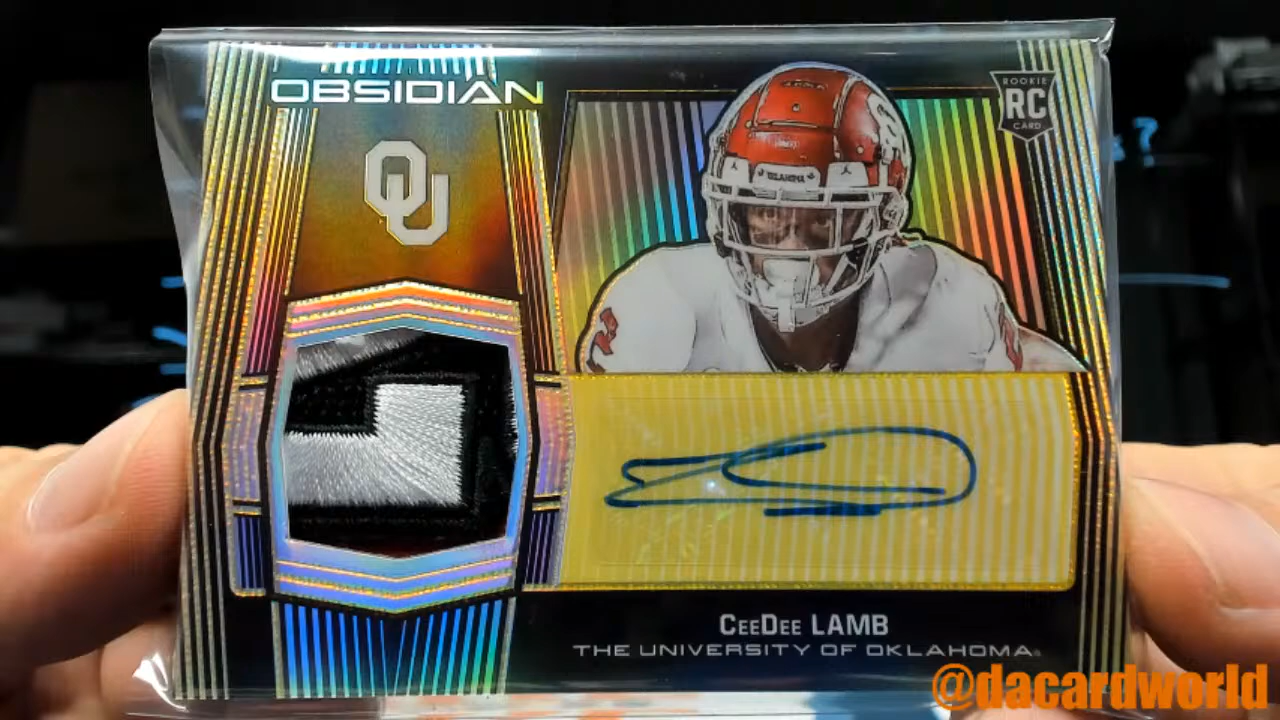 OBSIDIAN
ROOKIE
RC
CARD
OU
OKLAHOMA
CEEDEE LAMB
THE UNIVERSITY OF OKLAHOMA
@dacardworld